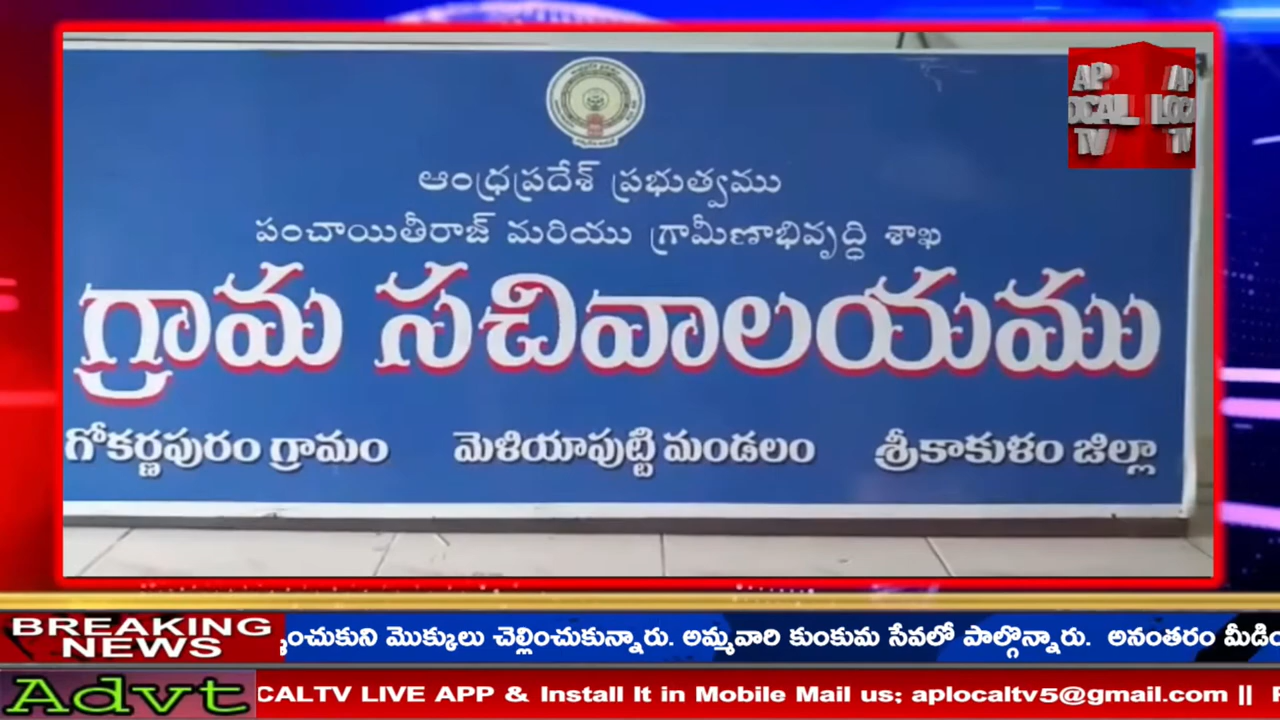 AP
LOCAL
TV
ఆంధ్రప్రదేశ్ ప్రభుత్వము
పంచాయితీరాజ్ మరియు గ్రామీణాభివృద్ధి శాఖ
గ్రామ సచివాలయము
గోకర్ణపురం గ్రామం మెళియాపుట్టి మండలం శ్రీకాకుళం జిల్లా
BREAKING NEWS
మొక్కులు చెల్లించుకున్నారు. అమ్మవారి కుంకుమ సేవలో పాల్గొన్నారు. అనంతరం
Advt
CALTV LIVE APP & Install It in Mobile Mail us; aplocaltv5@gmail.com ||